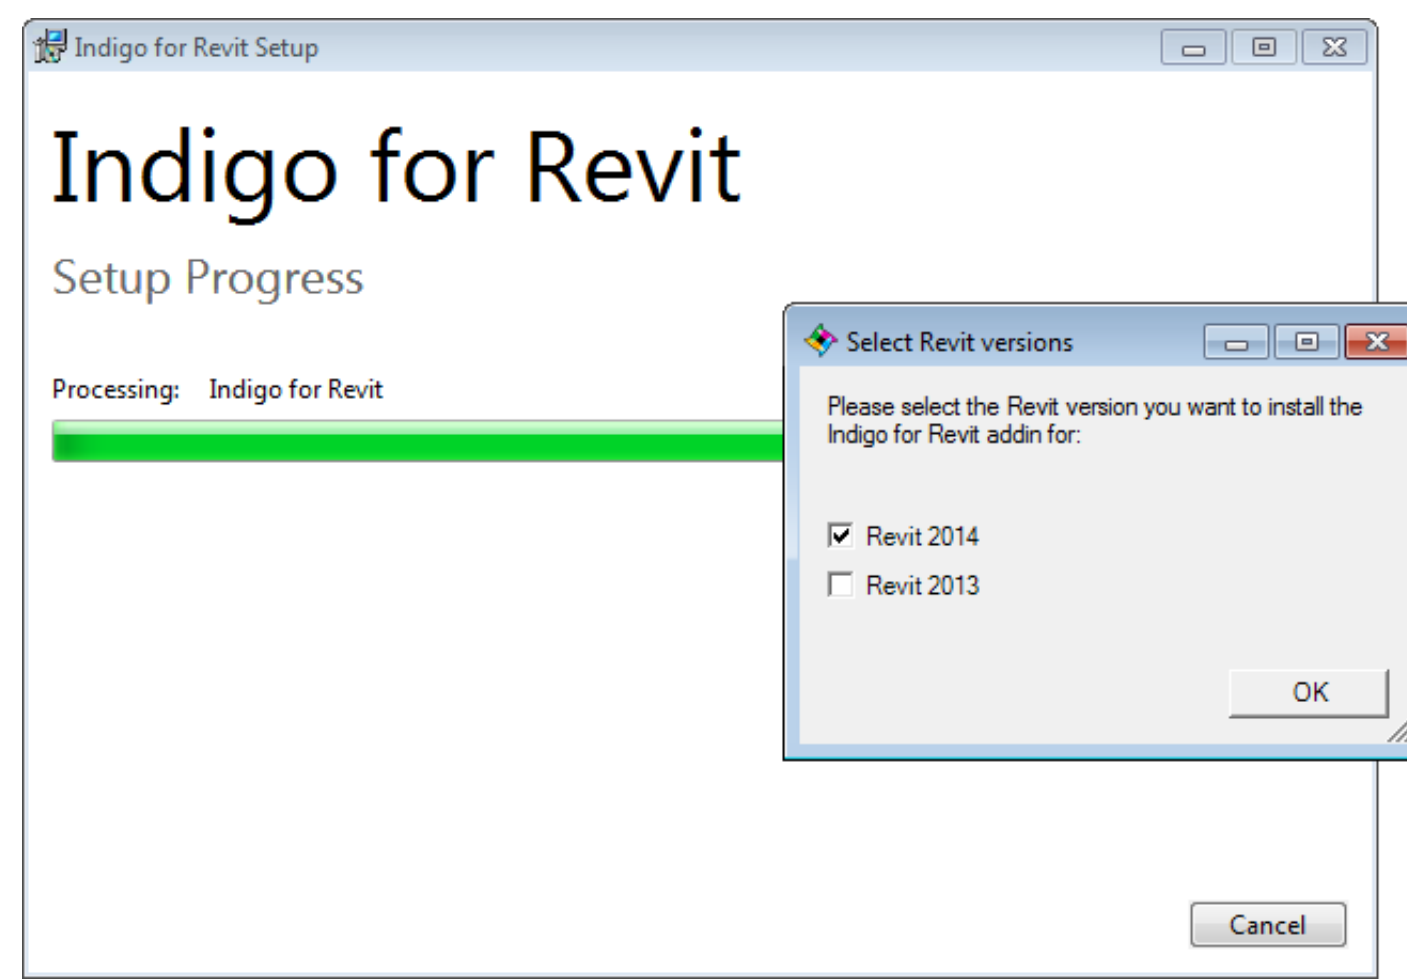 Indigo for Revit Setup
Indigo for Revit
Setup Progress
Processing: Indigo for Revit
Select Revit versions
Please select the Revit version you want to install the
Indigo for Revit addin for:
Revit 2014
Revit 2013
OK
Cancel